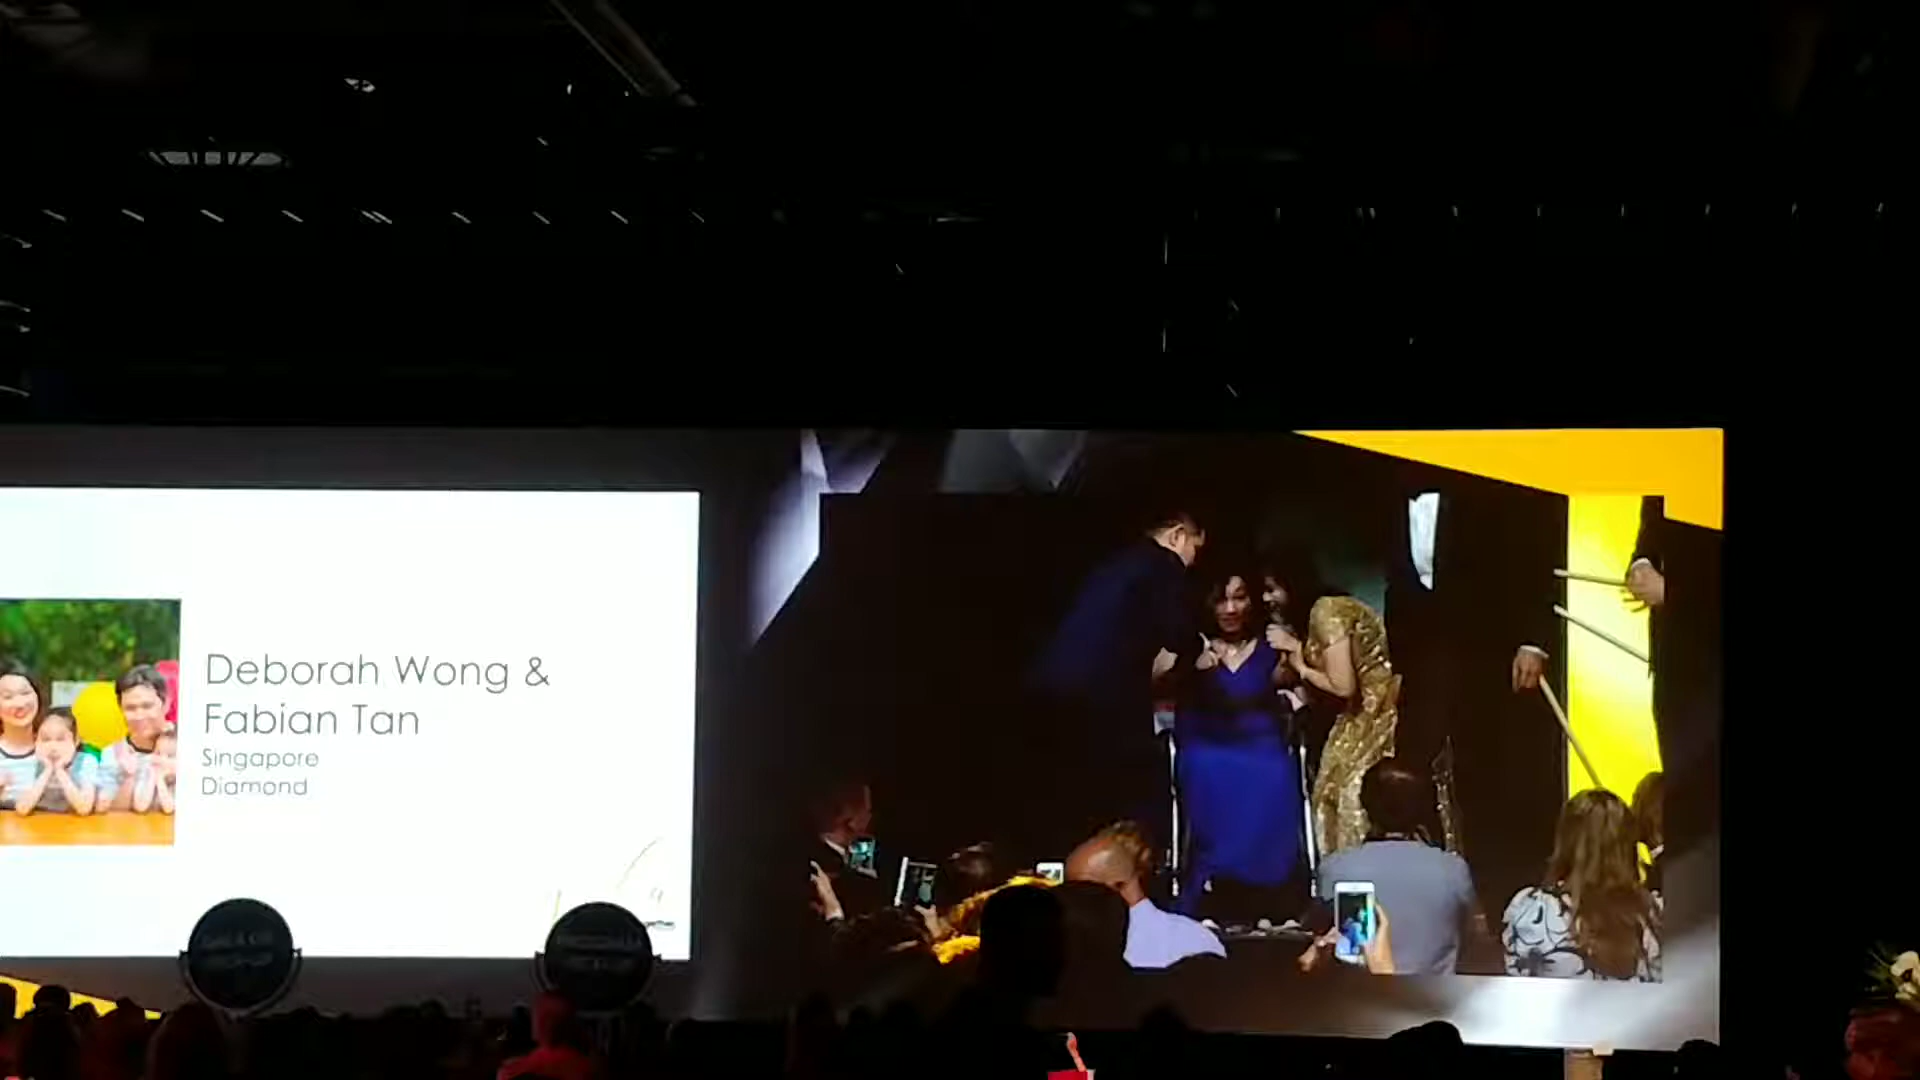 Deborah Wong &
Fabian Tan
Singapore
Diamond